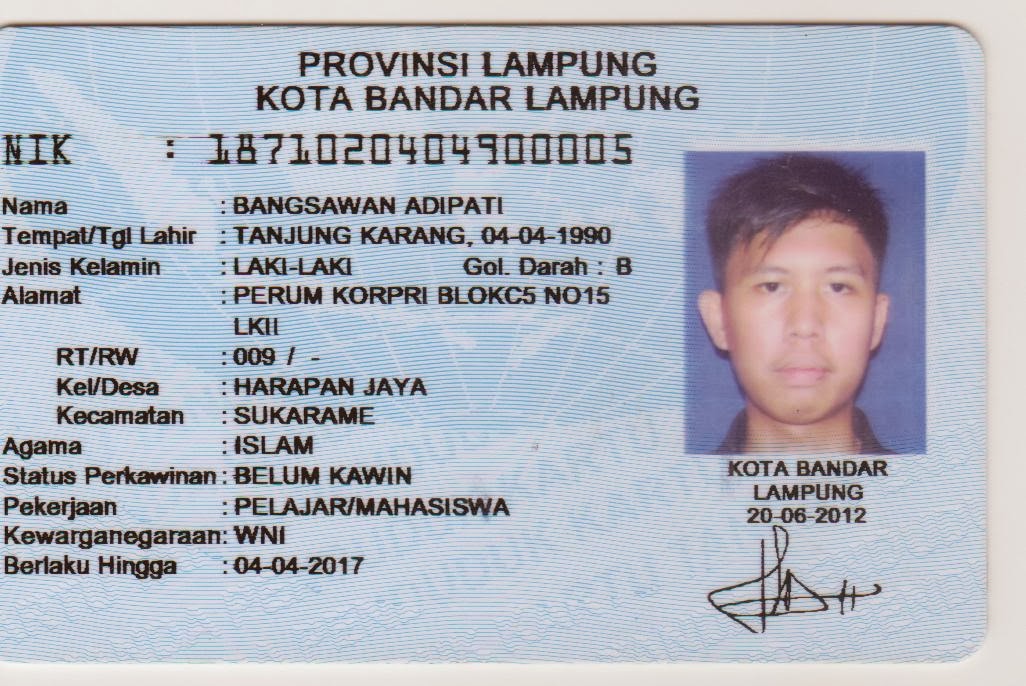 PROVINSI LAMPUNG
KOTA BANDAR LAMPUNG
NIK : 1871020404900005
Nama : BANGSAWAN ADIPATI
Tempat/Tgl Lahir : TANJUNG KARANG, 04-04-1990
Jenis Kelamin : LAKI-LAKI Gol. Darah : B
Alamat : PERUM KORPRI BLOKC5 NO15
LKII
RT/RW : 009 / -
Kel/Desa : HARAPAN JAYA
Kecamatan : SUKARAME
Agama : ISLAM
Status Perkawinan : BELUM KAWIN
Pekerjaan : PELAJAR/MAHASISWA
Kewarganegaraan: WNI
Berlaku Hingga : 04-04-2017
KOTA BANDAR
LAMPUNG
20-06-2012